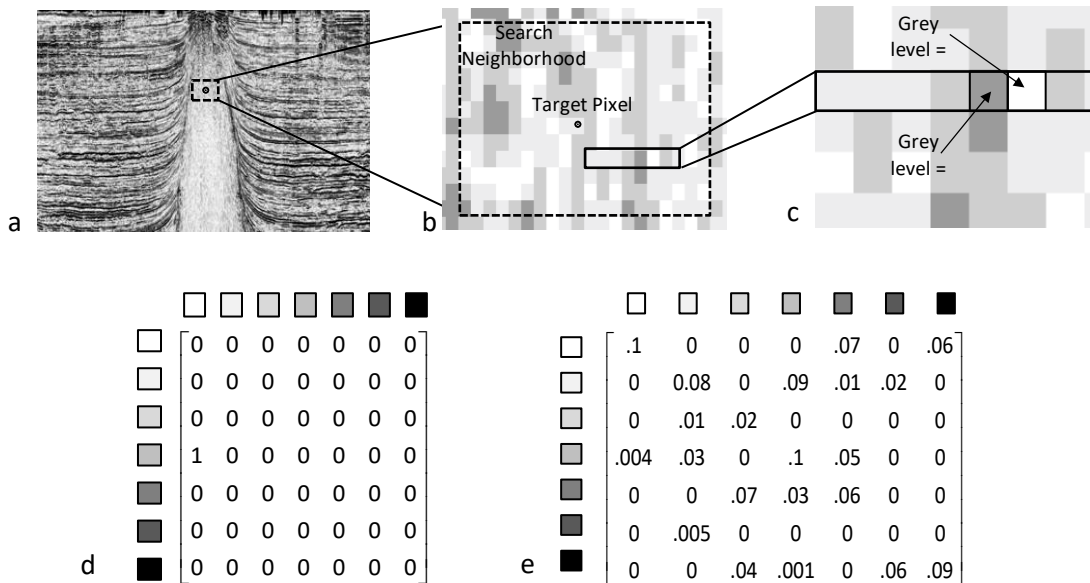 Search
Neighborhood
Target Pixel
Grey
level =
Grey
level =
a
b
c
0 0 0 0 0 0 0
0 0 0 0 0 0 0
0 0 0 0 0 0 0
1 0 0 0 0 0 0
0 0 0 0 0 0 0
0 0 0 0 0 0 0
0 0 0 0 0 0 0
d
.1 0 0 0 .07 0 .06
0 0.08 0 .09 .01 .02 0
0 .01 .02 0 0 0 0
.004 .03 0 .1 .05 0 0
0 0 .07 .03 .06 0 0
0 .005 0 0 0 0 0
0 0 .04 .001 0 .06 .09
e